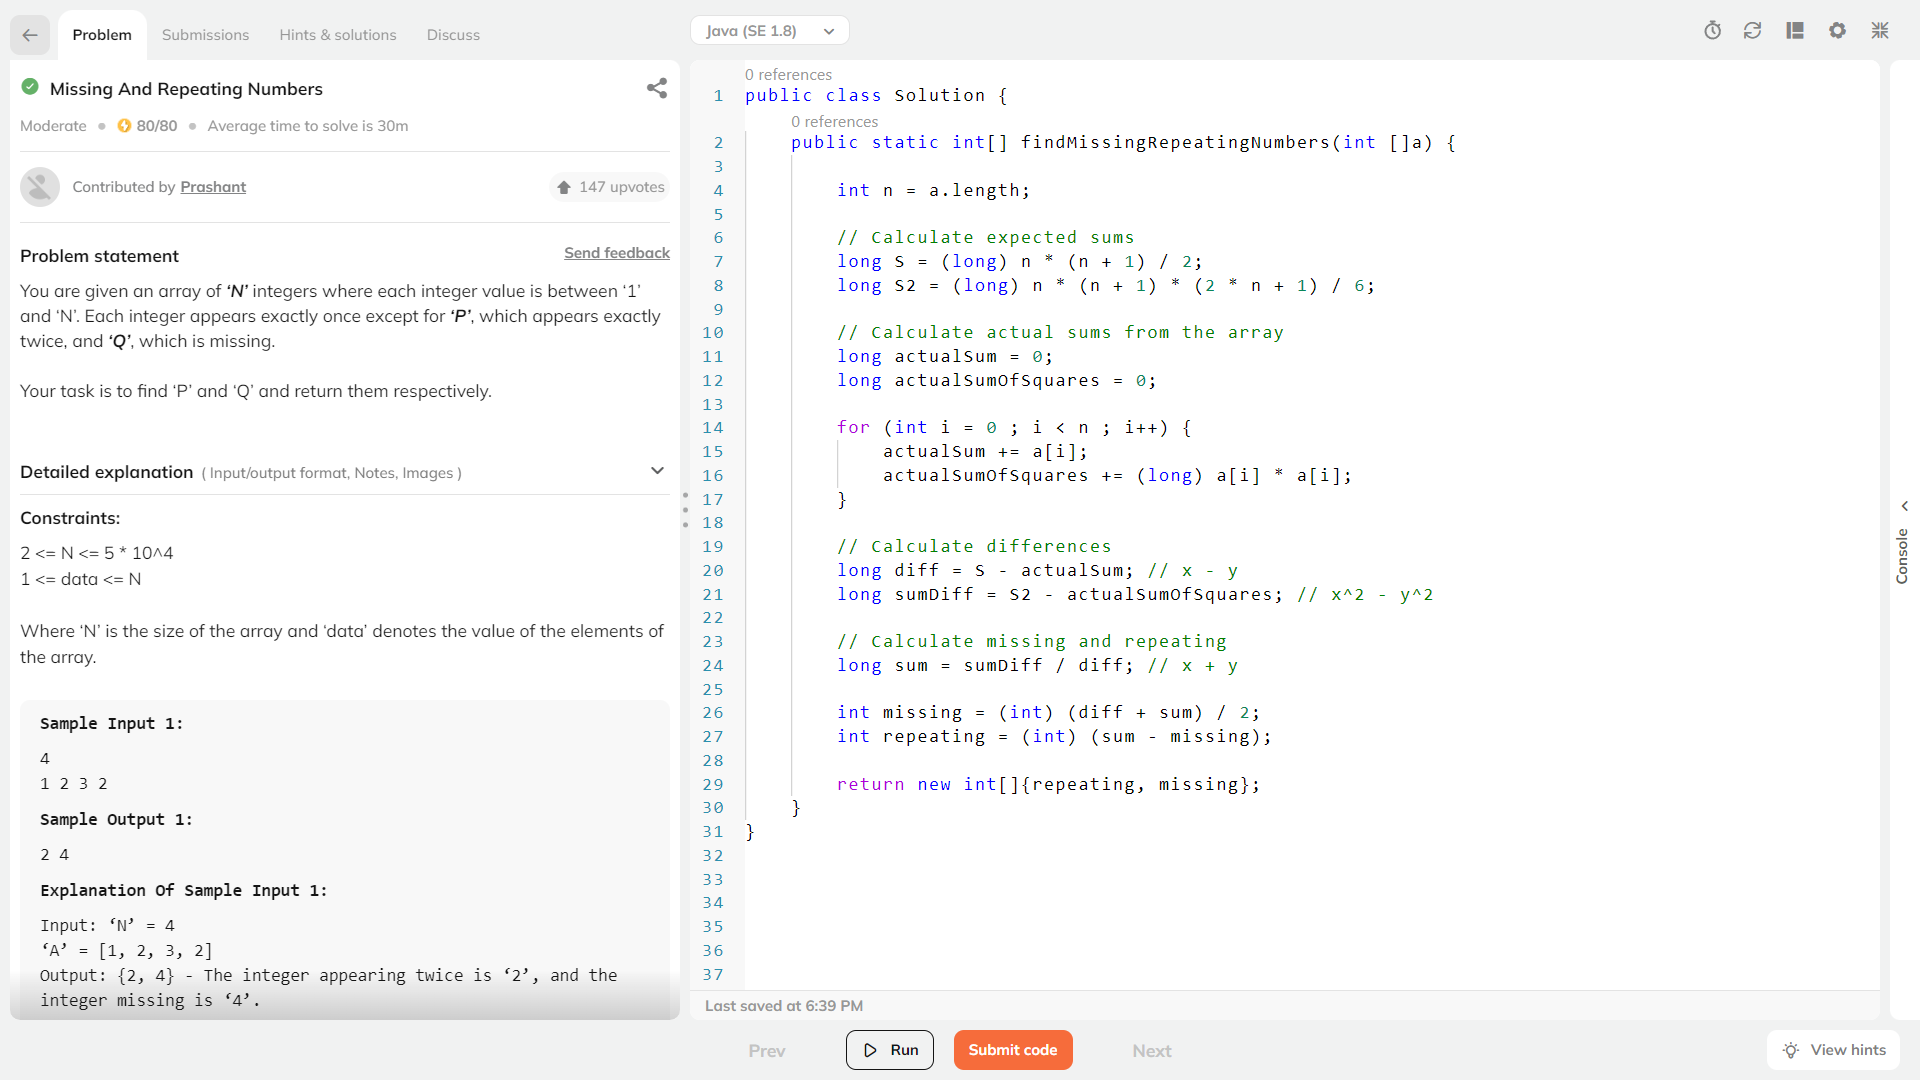 Problem
Submissions
Hints & solutions
Discuss
Java (SE 1.8)
Missing And Repeating Numbers
Moderate
80/80
Average time to solve is 30m
Contributed by Prashant
147 upvotes
Problem statement
Send feedback
You are given an array of ‘N’ integers where each integer value is between ‘1’
and ‘N’. Each integer appears exactly once except for ‘P’, which appears exactly
twice, and ‘Q’, which is missing.
Your task is to find ‘P’ and ‘Q’ and return them respectively.
Detailed explanation ( Input/output format, Notes, Images )
Constraints:
2 <= N <= 5 * 10^4
1 <= data <= N
Where ‘N’ is the size of the array and ‘data’ denotes the value of the elements of
the array.
Sample Input 1:
4
1 2 3 2
Sample Output 1:
2 4
Explanation Of Sample Input 1:
Input: ‘N’ = 4
‘A’ = [1, 2, 3, 2]
Output: {2, 4} - The integer appearing twice is ‘2’, and the
integer missing is ‘4’.
0 references
1 public class Solution {
0 references
2 public static int[] findMissingRepeatingNumbers(int []a) {
3
4 int n = a.length;
5
6 // Calculate expected sums
7 long S = (long) n * (n + 1) / 2;
8 long S2 = (long) n * (n + 1) * (2 * n + 1) / 6;
9
10 // Calculate actual sums from the array
11 long actualSum = 0;
12 long actualSumOfSquares = 0;
13
14 for (int i = 0 ; i < n ; i++) {
15 actualSum += a[i];
16 actualSumOfSquares += (long) a[i] * a[i];
17 }
18
19 // Calculate differences
20 long diff = S - actualSum; // x - y
21 long sumDiff = S2 - actualSumOfSquares; // x^2 - y^2
22
23 // Calculate missing and repeating
24 long sum = sumDiff / diff; // x + y
25
26 int missing = (int) (diff + sum) / 2;
27 int repeating = (int) (sum - missing);
28
29 return new int[]{repeating, missing};
30 }
31 }
32
33
34
35
36
37
Last saved at 6:39 PM
Console
Prev
Run
Submit code
Next
View hints